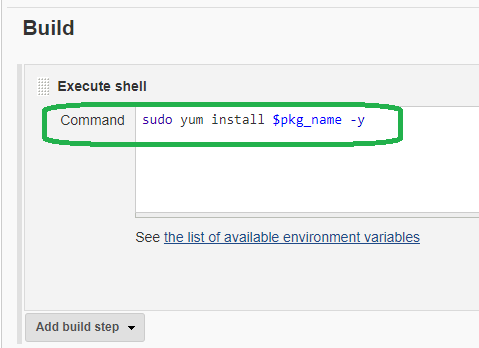 Build
Execute shell
Command sudo yum install $pkg_name -y
See the list of available environment variables
Add build step